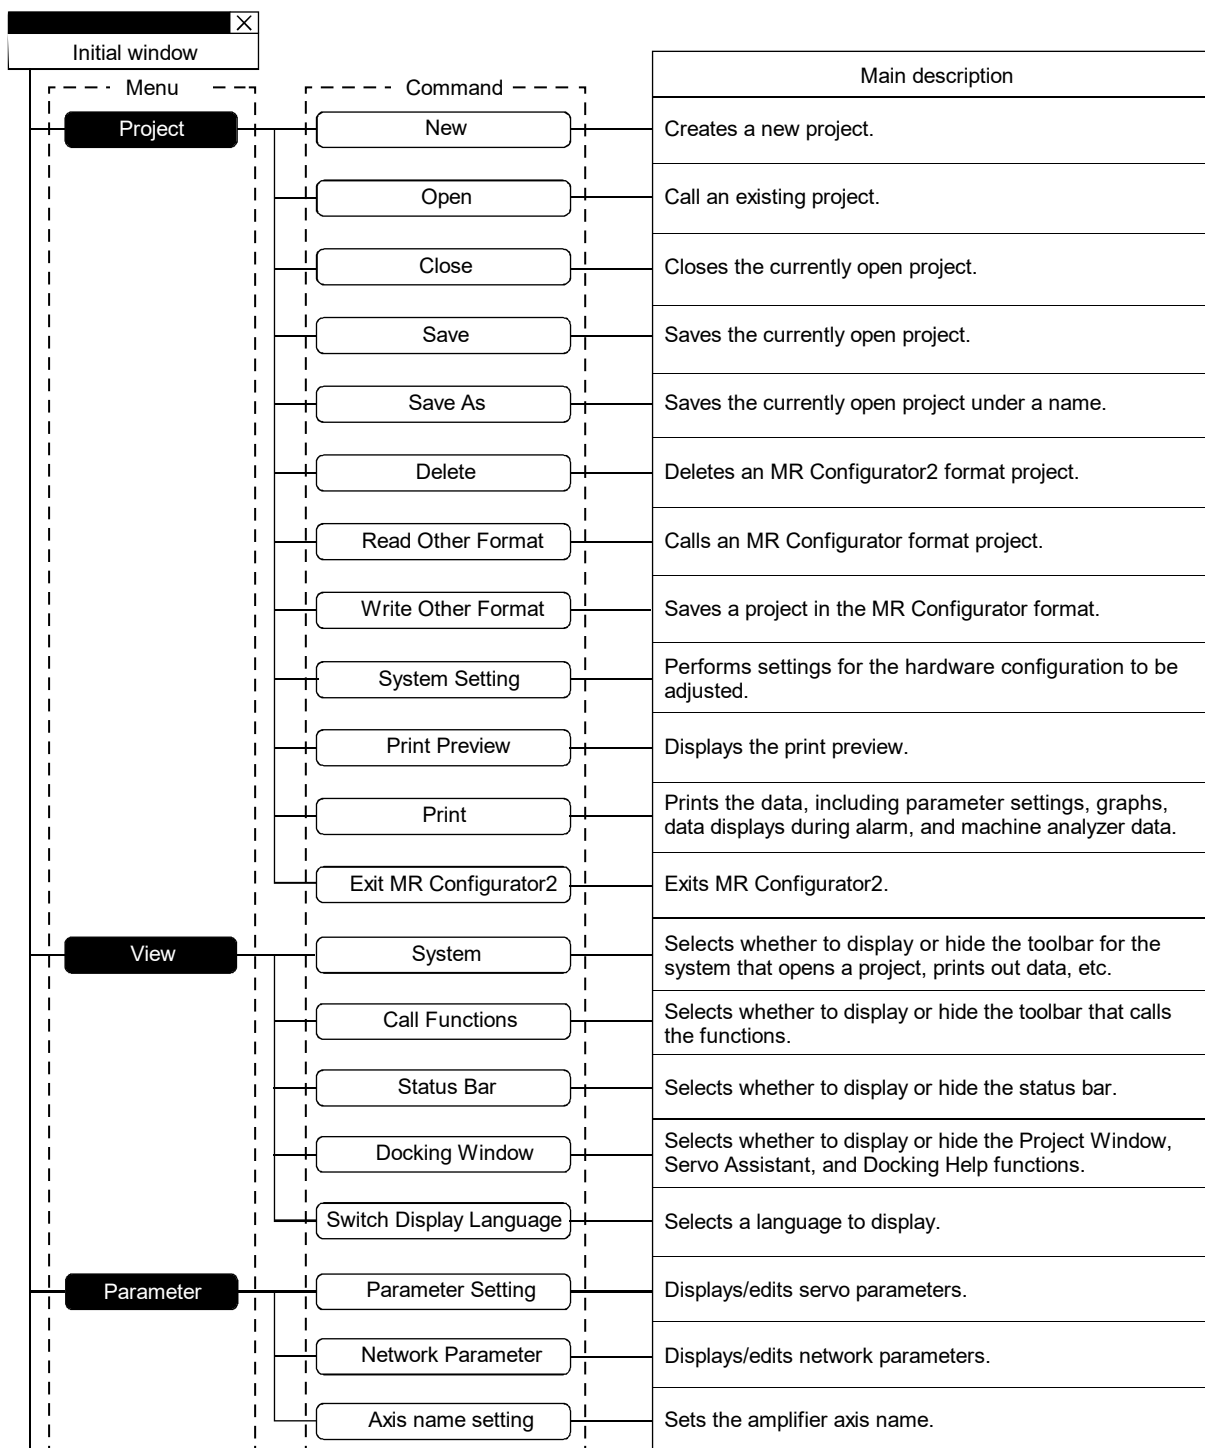 Initial window
Menu
Command
Main description
Project
New
Creates a new project.
Open
Call an existing project.
Close
Closes the currently open project.
Save
Saves the currently open project.
Save As
Saves the currently open project under a name.
Delete
Deletes an MR Configurator2 format project.
Read Other Format
Calls an MR Configurator format project.
Write Other Format
Saves a project in the MR Configurator format.
System Setting
Performs settings for the hardware configuration to be
adjusted.
Print Preview
Displays the print preview.
Print
Prints the data, including parameter settings, graphs,
data displays during alarm, and machine analyzer data.
Exit MR Configurator2
Exits MR Configurator2.
View
System
Selects whether to display or hide the toolbar for the
system that opens a project, prints out data, etc.
Call Functions
Selects whether to display or hide the toolbar that calls
the functions.
Status Bar
Selects whether to display or hide the status bar.
Docking Window
Selects whether to display or hide the Project Window,
Servo Assistant, and Docking Help functions.
Switch Display Language
Selects a language to display.
Parameter
Parameter Setting
Displays/edits servo parameters.
Network Parameter
Displays/edits network parameters.
Axis name setting
Sets the amplifier axis name.